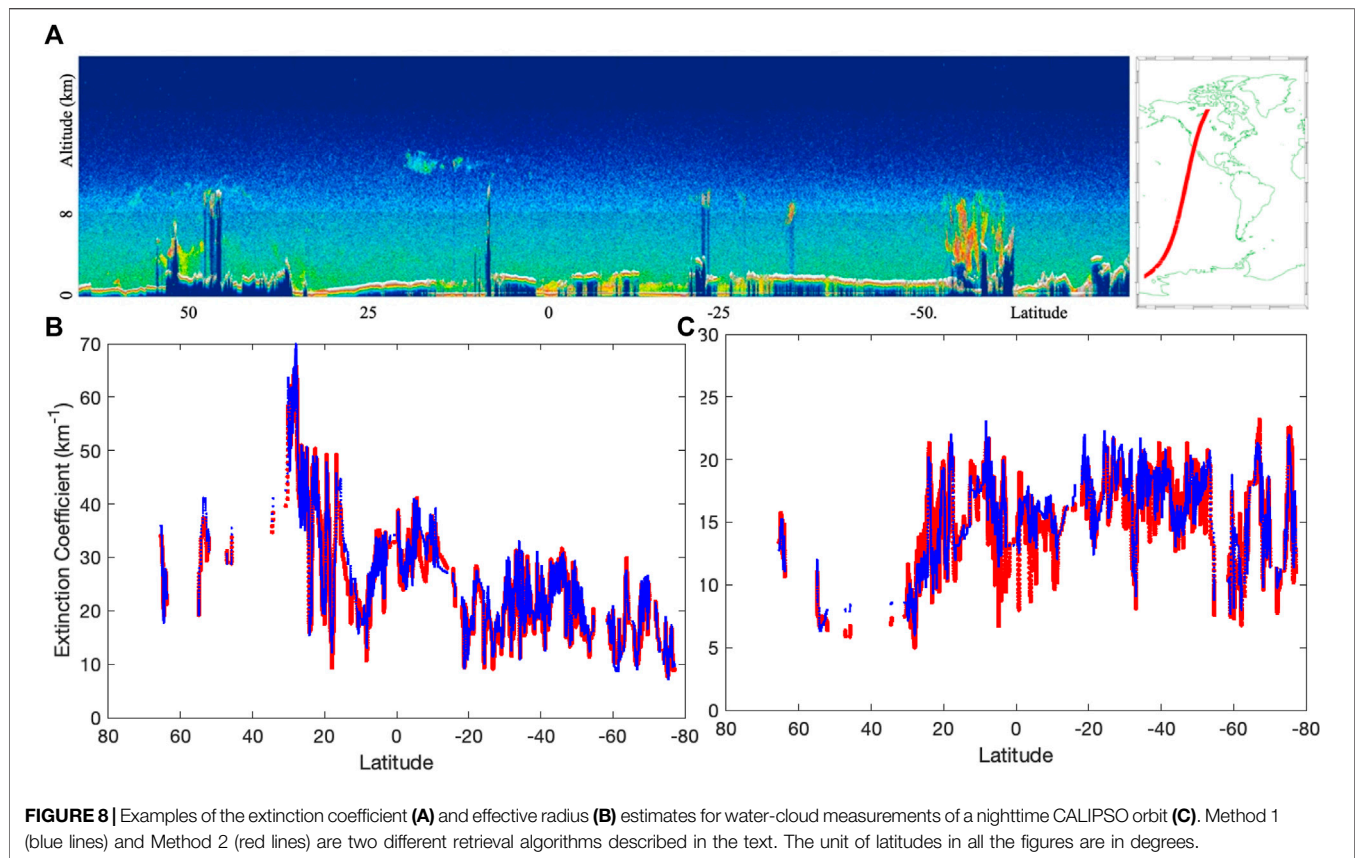 A
Altitude (km)
8
0
50 25 0 -25 -50. Latitude
B
70
60
50
40
30
20
10
0
Extinction Coefficient (km⁻¹)
80 60 40 20 0 -20 -40 -60 -80
Latitude
C
30
25
20
15
10
5
0
80 60 40 20 0 -20 -40 -60 -80
Latitude
FIGURE 8 | Examples of the extinction coefficient (A) and effective radius (B) estimates for water-cloud measurements of a nighttime CALIPSO orbit (C). Method 1
(blue lines) and Method 2 (red lines) are two different retrieval algorithms described in the text. The unit of latitudes in all the figures are in degrees.